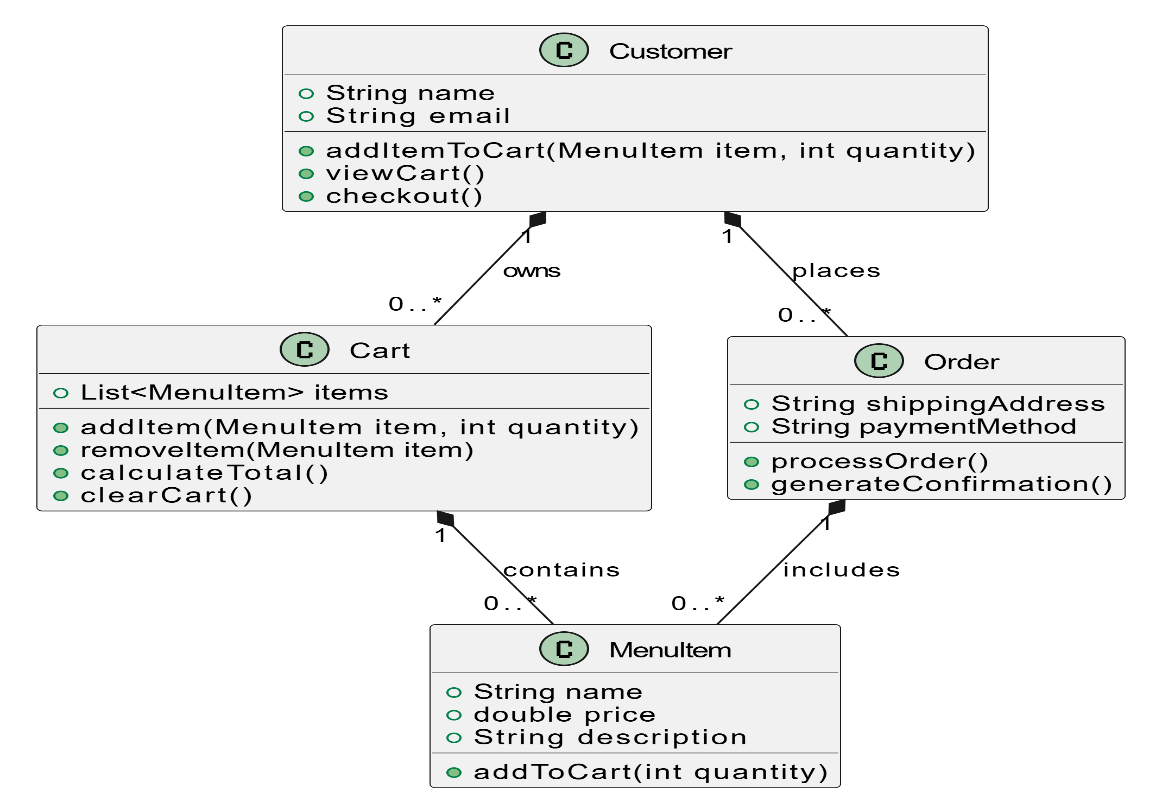 C Customer
String name
String email
addItemToCart(MenuItem item, int quantity)
viewCart()
checkout()
1
1
owns
places
0..*
0..*
C Cart
List<MenuItem> items
addItem(MenuItem item, int quantity)
removeItem(MenuItem item)
calculateTotal()
clearCart()
C Order
String shippingAddress
String paymentMethod
processOrder()
generateConfirmation()
1
1
contains
includes
0..*
0..*
C MenuItem
String name
double price
String description
addToCart(int quantity)